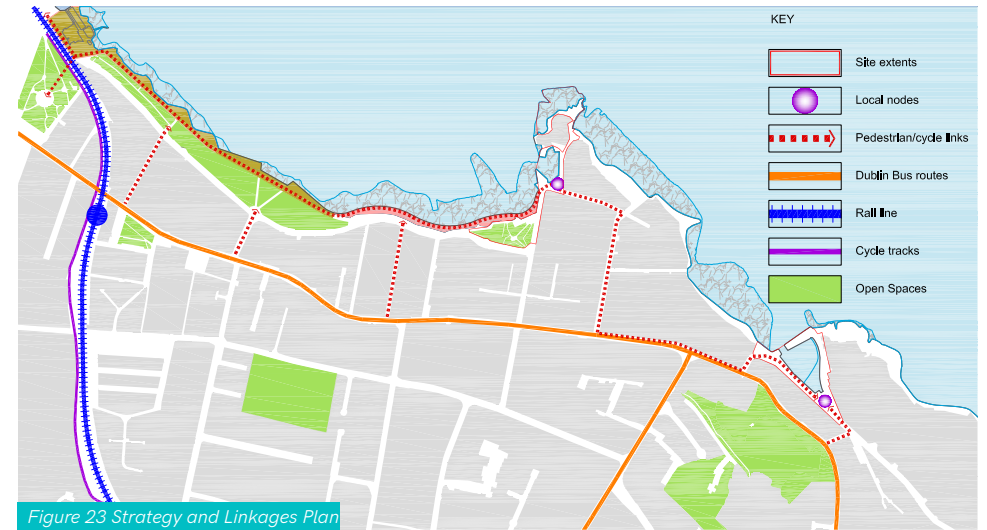 KEY
Site extents
Local nodes
Pedestrian/cycle links
Dublin Bus routes
Rail line
Cycle tracks
Open Spaces
Figure 23 Strategy and Linkages Plan